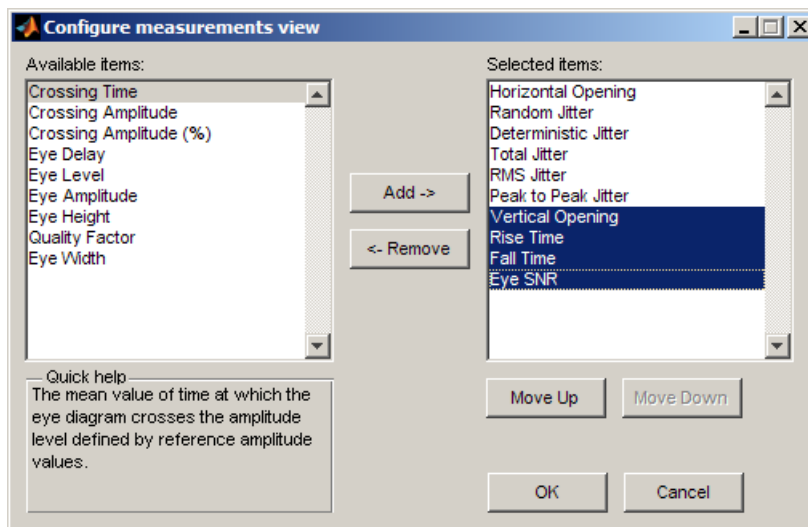 Configure measurements view
Available items:
Crossing Time
Crossing Amplitude
Crossing Amplitude (%)
Eye Delay
Eye Level
Eye Amplitude
Eye Height
Quality Factor
Eye Width
Add ->
<- Remove
Selected items:
Horizontal Opening
Random Jitter
Deterministic Jitter
Total Jitter
RMS Jitter
Peak to Peak Jitter
Vertical Opening
Rise Time
Fall Time
Eye SNR
Quick help
The mean value of time at which the
eye diagram crosses the amplitude
level defined by reference amplitude
values.
Move Up
Move Down
OK
Cancel